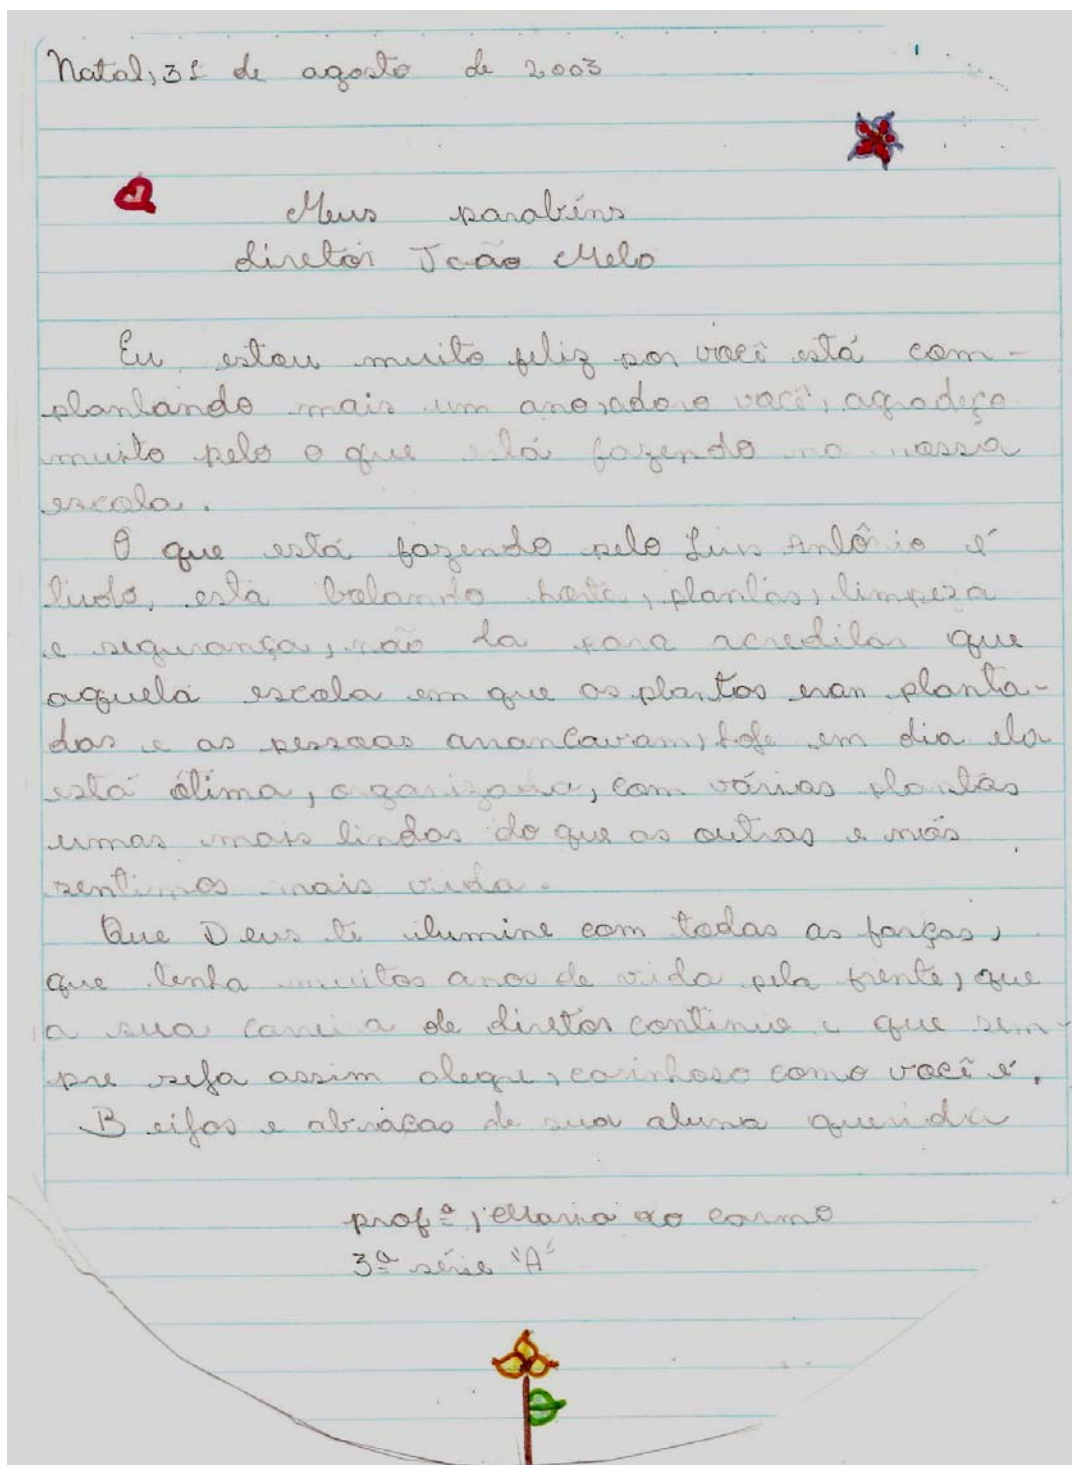 Natal, 31 de agosto de 2003
Meus parabéns
diretor João Melo
Eu estou muito feliz por você está com-
plantando mais um ano, adoro você, agradeço
muito pelo o que está fazendo na nossa
escola.
O que está fazendo pelo Luis Antônio é
tudo, está botando horta, plantas, limpeza
e segurança, não da para acreditar que
aquela escola em que as plantas eran planta-
das e as pessoas arrancavam, hoje em dia ela
está ótima, organizada, com várias plantas
umas mais lindas do que as outras e nós
sentimos mais vida.
Que Deus te ilumine com todas as forças,
que tenha muitos anos de vida pela frente, que
a sua carreira de diretor continue e que sem-
pre seja assim alegre, carinhoso como você é.
Beijos e abraças de sua aluna querida
profª, Maria do Carmo
3ª série "A"